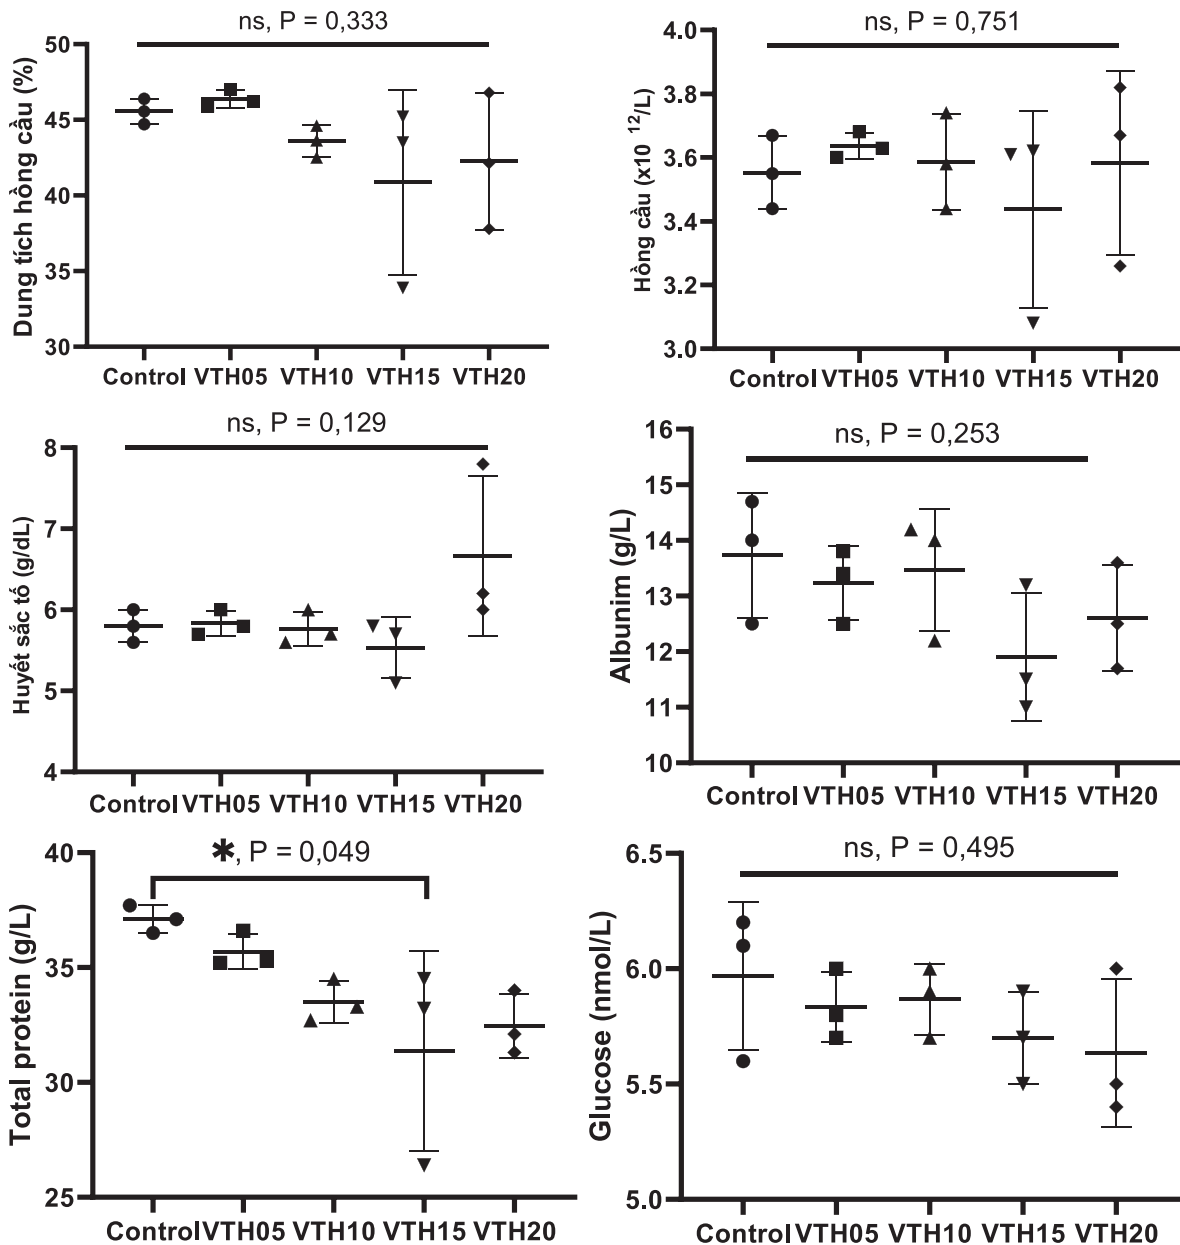 ns, P = 0,333
Dung tích hồng cầu (%)
50
45
40
35
30
Control VTH05 VTH10 VTH15 VTH20
ns, P = 0,751
Hồng cầu (x10 12/L)
4.0
3.8
3.6
3.4
3.2
3.0
Control VTH05 VTH10 VTH15 VTH20
ns, P = 0,129
Huyết sắc tố (g/dL)
8
7
6
5
4
Control VTH05 VTH10 VTH15 VTH20
ns, P = 0,253
Albunim (g/L)
16
15
14
13
12
11
10
Control VTH05 VTH10 VTH15 VTH20
*, P = 0,049
Total protein (g/L)
40
35
30
25
Control VTH05 VTH10 VTH15 VTH20
ns, P = 0,495
Glucose (nmol/L)
6.5
6.0
5.5
5.0
Control VTH05 VTH10 VTH15 VTH20